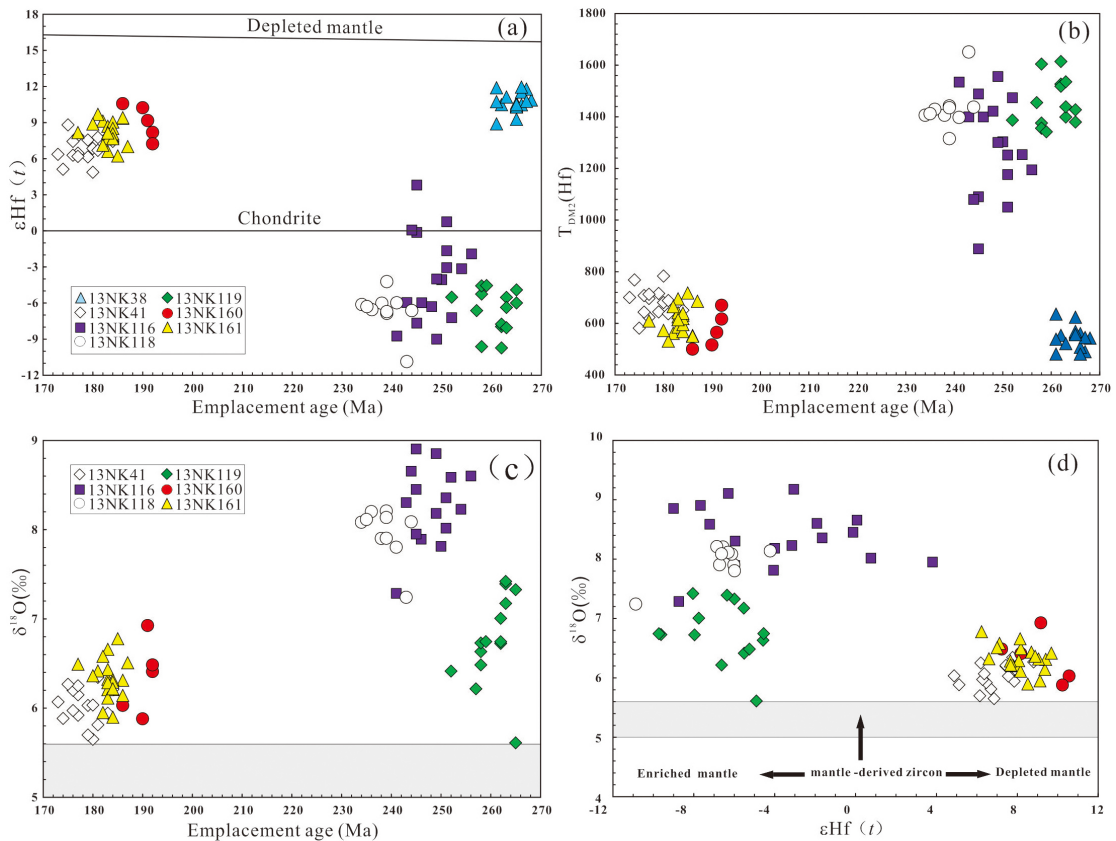 (a)
Depleted mantle
Chondrite
18
15
12
9
6
3
0
-3
-6
-9
-12
εHf (t)
13NK38
13NK41
13NK116
13NK118
13NK119
13NK160
13NK161
170 180 190 200 210 220 230 240 250 260 270
Emplacement age (Ma)
(b)
1800
1600
1400
1200
1000
800
600
400
TDM2(Hf)
170 180 190 200 210 220 230 240 250 260 270
Emplacement age (Ma)
(c)
9
8
7
6
5
δ18O(‰)
13NK41
13NK116
13NK118
13NK119
13NK160
13NK161
170 180 190 200 210 220 230 240 250 260 270
Emplacement age (Ma)
(d)
10
9
8
7
6
5
4
δ18O(‰)
Enriched mantle
mantle -derived zircon
Depleted mantle
-12 -8 -4 0 4 8 12
εHf (t)